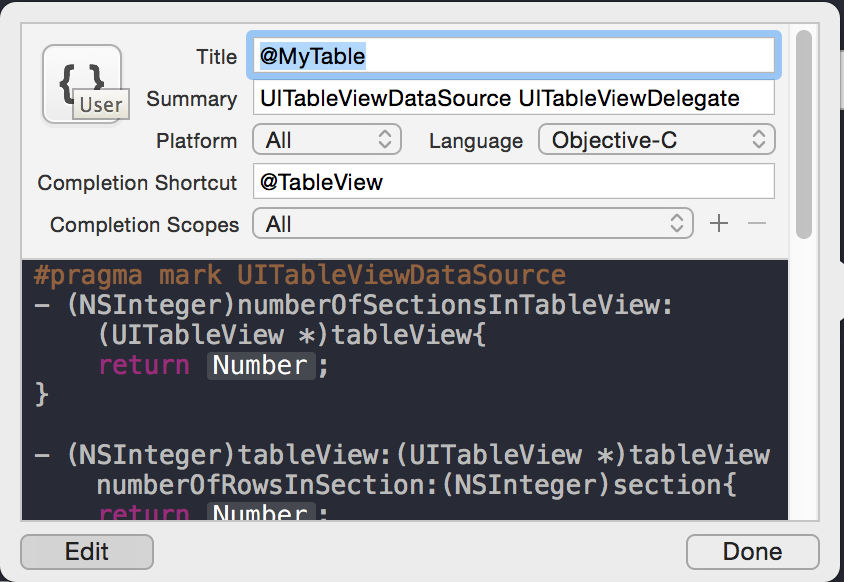 Title @MyTable
{ }
User
Summary UITableViewDataSource UITableViewDelegate
Platform All Language Objective-C
Completion Shortcut @TableView
Completion Scopes All + −
#pragma mark UITableViewDataSource
- (NSInteger)numberOfSectionsInTableView:
(UITableView *)tableView{
return Number ;
}
- (NSInteger)tableView:(UITableView *)tableView
numberOfRowsInSection:(NSInteger)section{
return Number ;
Edit Done